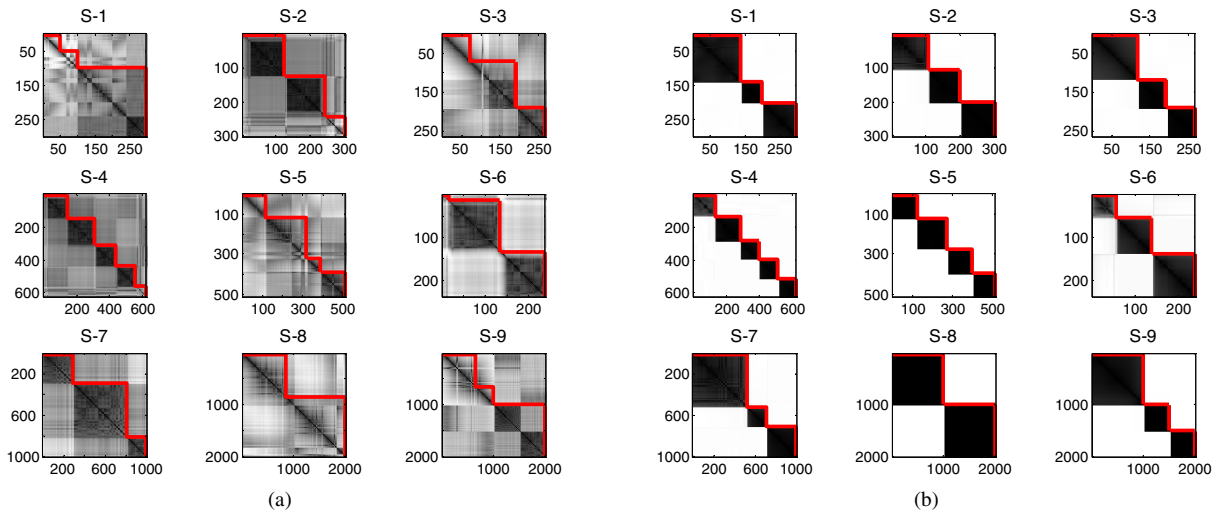 S-1 S-2 S-3 S-1 S-2 S-3
50 100 50 50 100 50
150 200 150 150 200 150
250 300 250 250 300 250
50 150 250 100 200 300 50 150 250 50 150 250 100 200 300 50 150 250
S-4 S-5 S-6 S-4 S-5 S-6
200 100 100 200 100 100
400 300 200 400 300 200
600 500 600 500
200 400 600 100 300 500 100 200 200 400 600 100 300 500 100 200
S-7 S-8 S-9 S-7 S-8 S-9
200 200
600 1000 1000 600 1000 1000
1000 2000 2000 1000 2000 2000
200 600 1000 1000 2000 1000 2000 200 600 1000 1000 2000 1000 2000
(a) (b)